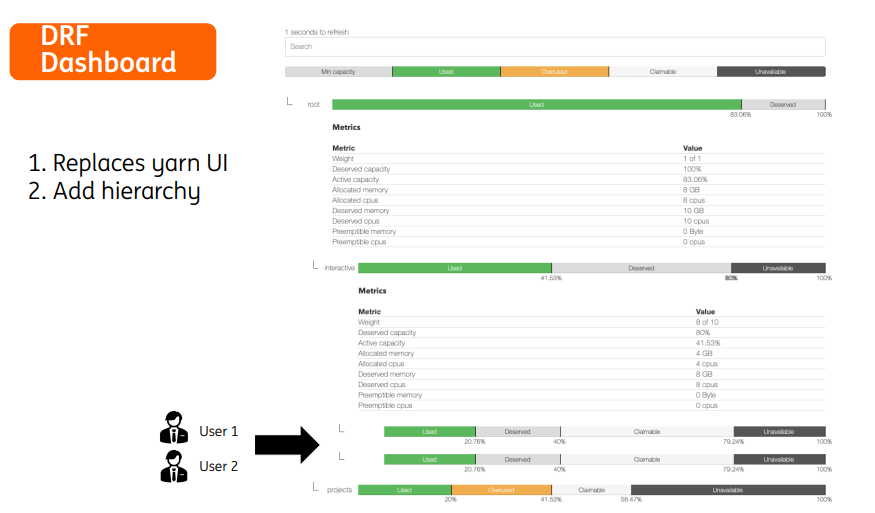 DRF
Dashboard
1. Replaces yarn UI
2. Add hierarchy
1 seconds to refresh
Search
Min capacity Used Overused Claimable Unavailable
root Used Deserved
83.06% 100%
Metrics
Metric Value
Weight 1 of 1
Deserved capacity 100%
Active capacity 83.06%
Allocated memory 8 GB
Allocated cpus 8 cpus
Deserved memory 10 GB
Deserved cpus 10 cpus
Preemptible memory 0 Byte
Preemptible cpus 0 cpus
interactive Used Deserved Unavailable
41.53% 80% 100%
Metrics
Metric Value
Weight 8 of 10
Deserved capacity 80%
Active capacity 41.53%
Allocated memory 4 GB
Allocated cpus 4 cpus
Deserved memory 8 GB
Deserved cpus 8 cpus
Preemptible memory 0 Byte
Preemptible cpus 0 cpus
User 1
Used Deserved Claimable Unavailable
20.76% 40% 79.24% 100%
User 2
Used Deserved Claimable Unavailable
20.76% 40% 79.24% 100%
projects Used Overused Claimable Unavailable
20% 41.53% 58.47% 100%